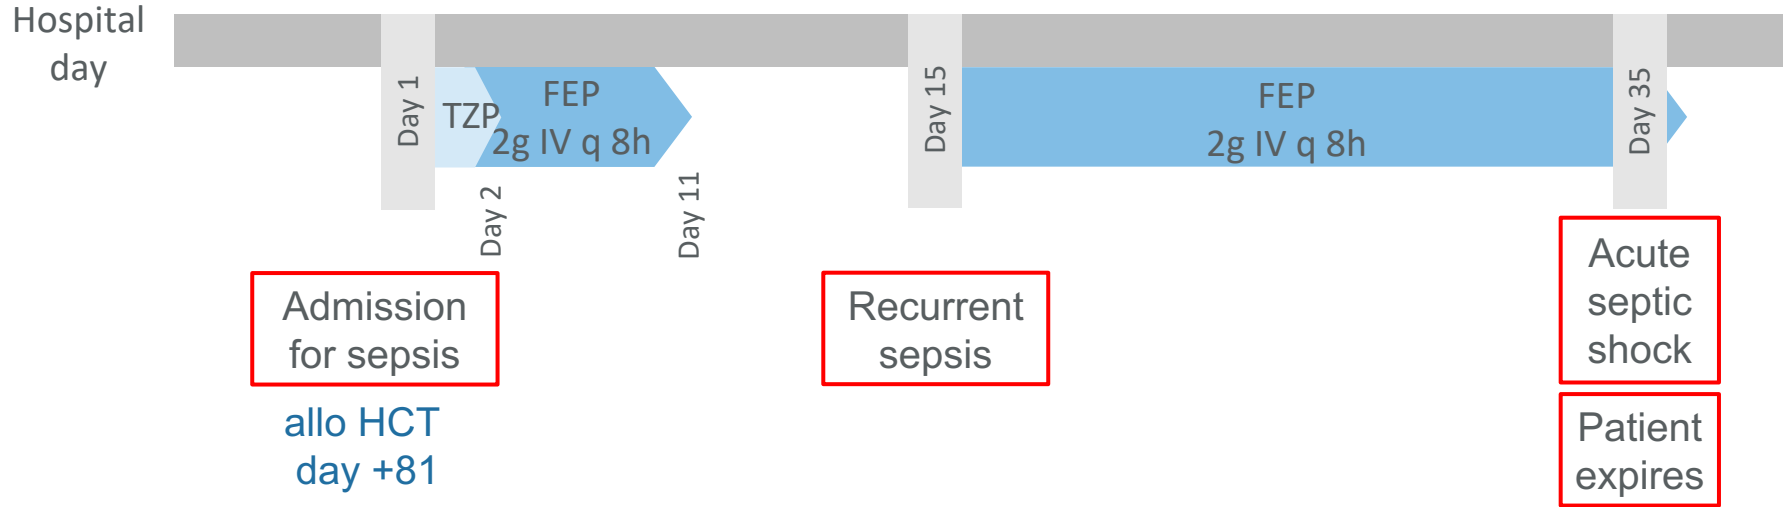 Hospital
day
Day 1
TZP
FEP
2g IV q 8h
Day 2
Day 11
Day 15
FEP
2g IV q 8h
Day 35
Admission
for sepsis
allo HCT
day +81
Recurrent
sepsis
Acute
septic
shock
Patient
expires